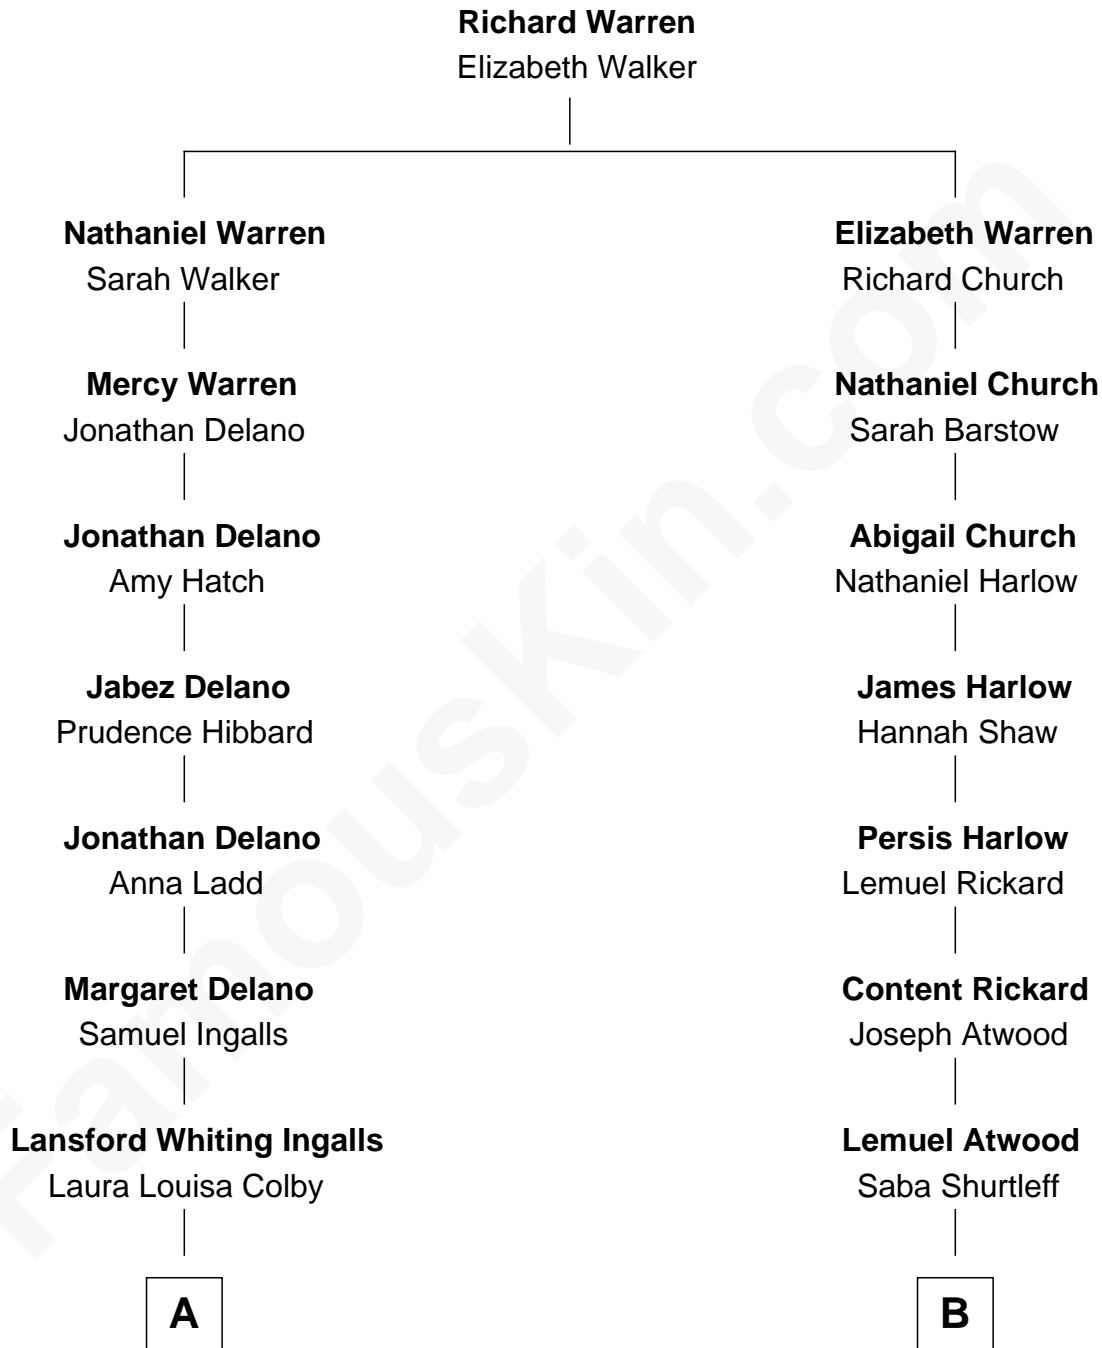 Richard Warren
Elizabeth Walker
Nathaniel Warren
Sarah Walker
Mercy Warren
Jonathan Delano
Jonathan Delano
Amy Hatch
Jabez Delano
Prudence Hibbard
Jonathan Delano
Anna Ladd
Margaret Delano
Samuel Ingalls
Lansford Whiting Ingalls
Laura Louisa Colby
A
Elizabeth Warren
Richard Church
Nathaniel Church
Sarah Barstow
Abigail Church
Nathaniel Harlow
James Harlow
Hannah Shaw
Persis Harlow
Lemuel Rickard
Content Rickard
Joseph Atwood
Lemuel Atwood
Saba Shurtleff
B
FamousKin.com